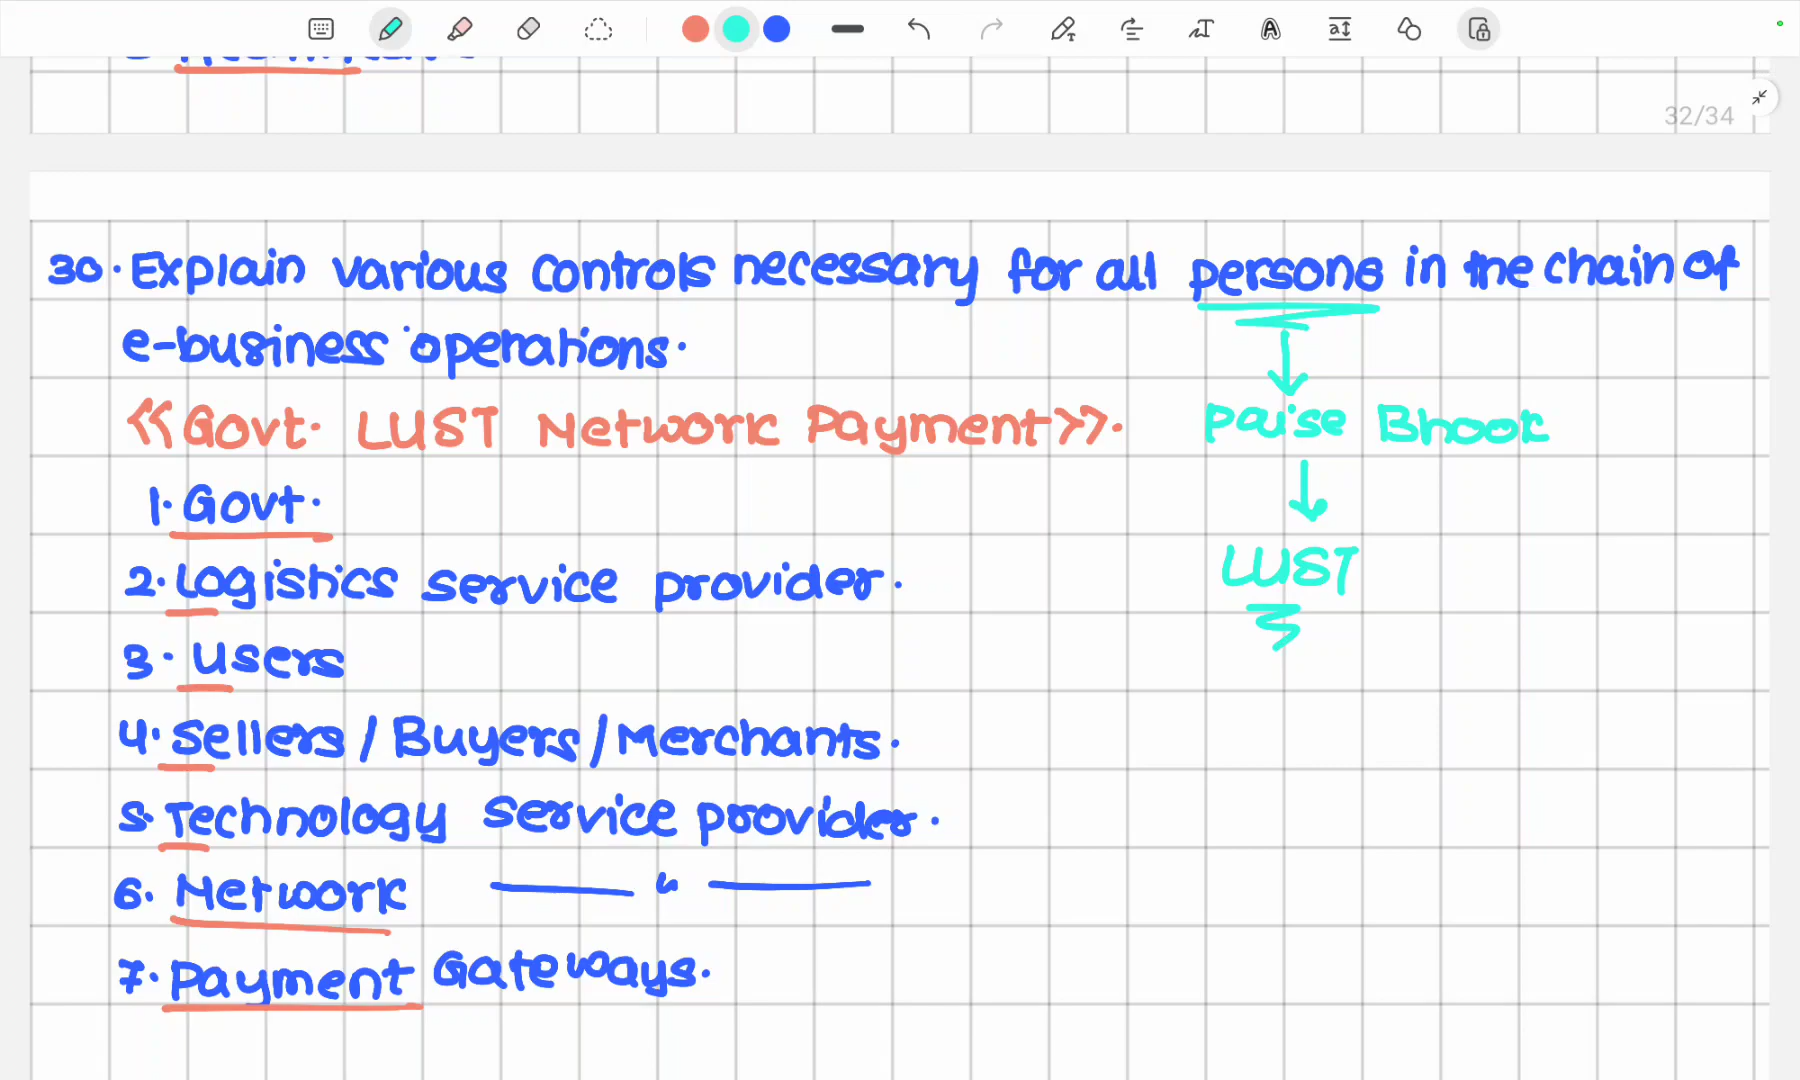 32/34
30. Explain various controls necessary for all persons in the chain of
e-business operations.
<<Govt. LUST Network Payment>>.
Paise Bhook
LUST
1. Govt.
2. Logistics service provider.
3. Users
4. Sellers / Buyers / Merchants.
5. Technology service provider.
6. Network —— " ——
7. Payment Gateways.